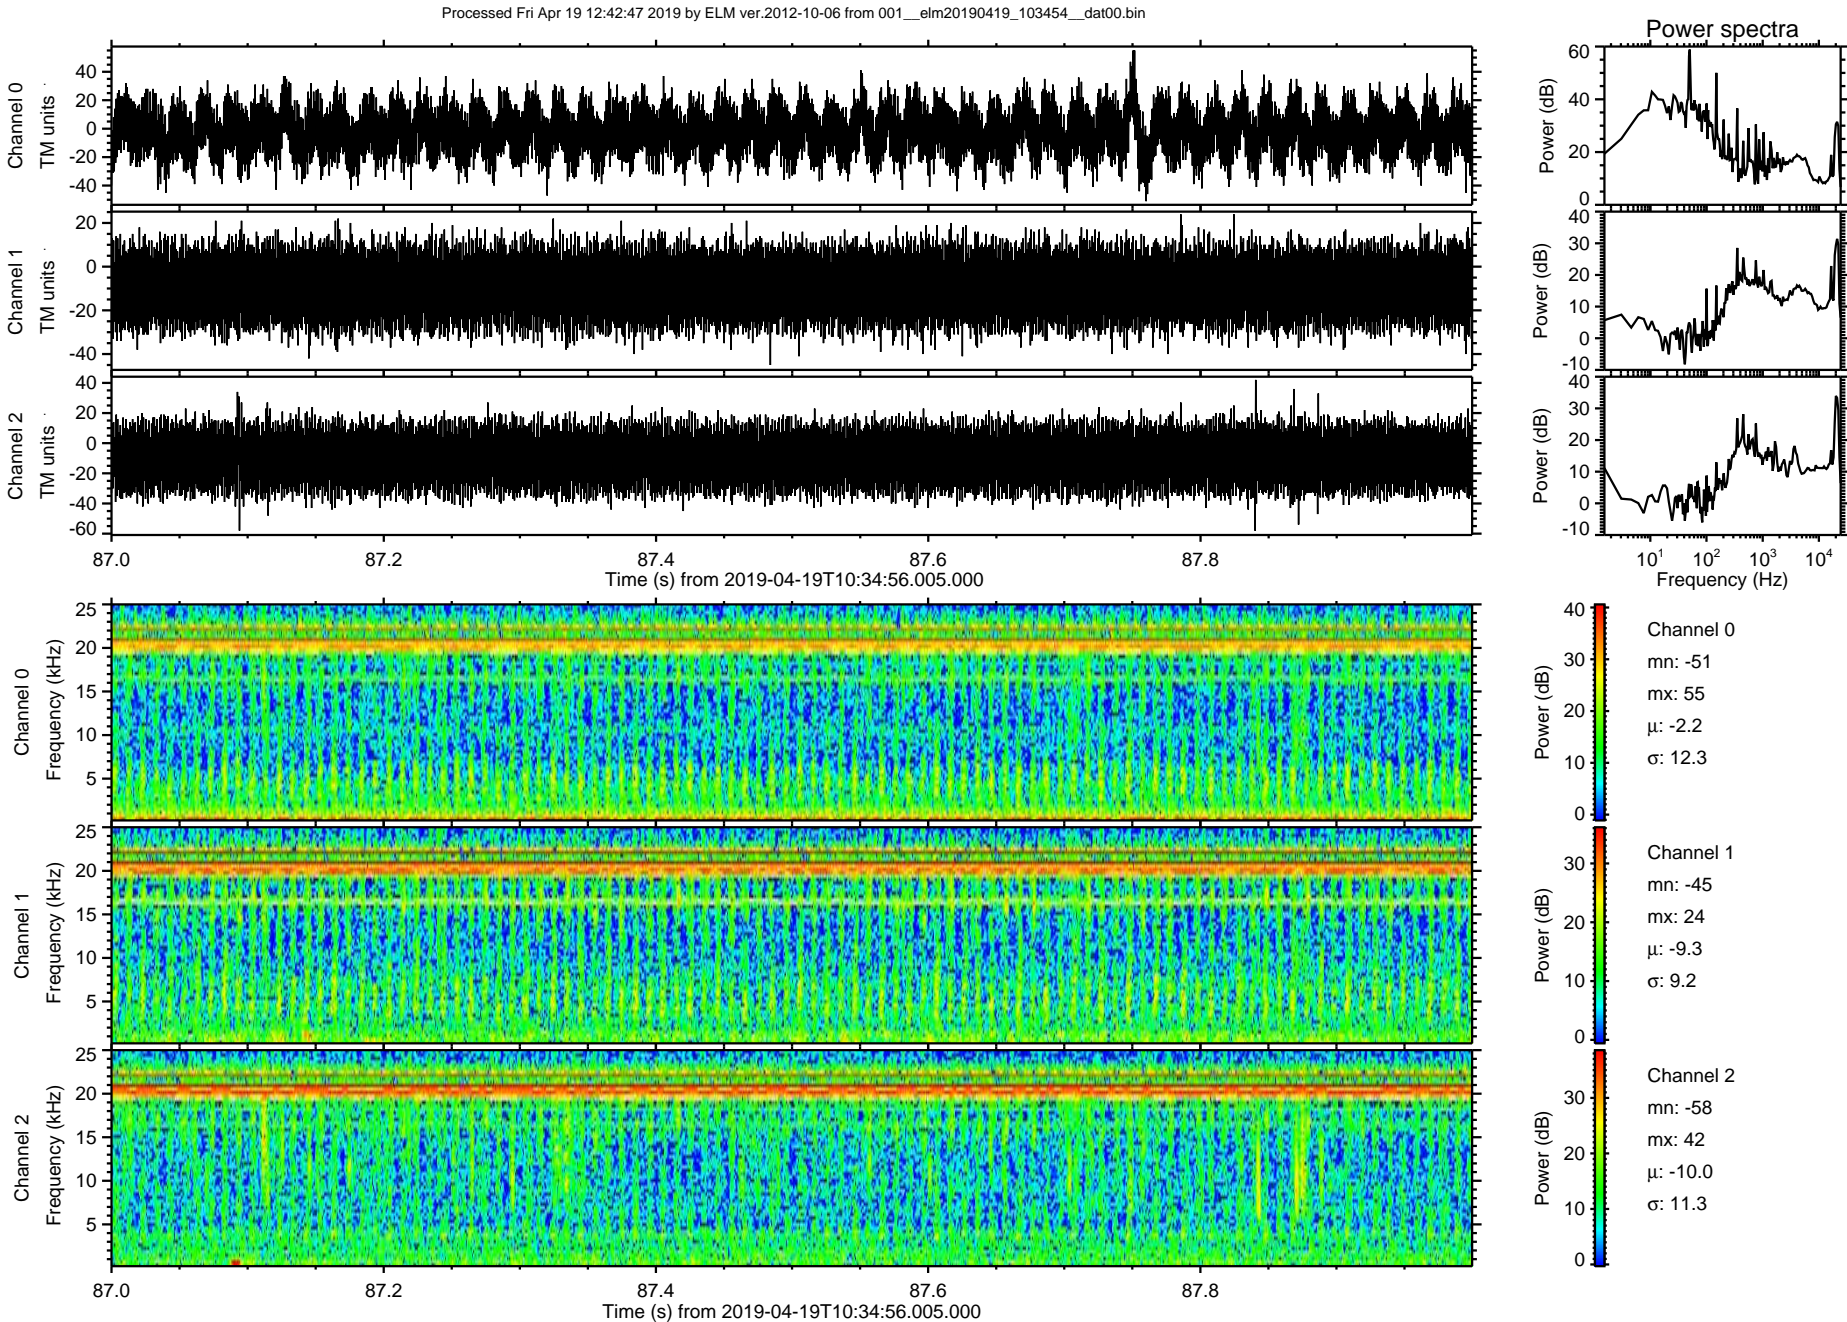 Processed Fri Apr 19 12:42:47 2019 by ELM ver.2012-10-06 from 001__elm20190419_103454__dat00.bin
Power spectra
Channel 0
TM units
40
20
0
-20
-40
Power (dB)
60
40
20
0
Channel 1
TM units
20
0
-20
-40
Power (dB)
40
30
20
10
0
-10
Channel 2
TM units
40
20
0
-20
-40
-60
Power (dB)
40
30
20
10
0
-10
87.0 87.2 87.4 87.6 87.8
Time (s) from 2019-04-19T10:34:56.005.000
10^1 10^2 10^3 10^4
Frequency (Hz)
Channel 0
Frequency (kHz)
25
20
15
10
5
Power (dB)
40
30
20
10
0
Channel 0
mn: -51
mx: 55
μ: -2.2
σ: 12.3
Channel 1
Frequency (kHz)
25
20
15
10
5
Power (dB)
30
20
10
0
Channel 1
mn: -45
mx: 24
μ: -9.3
σ: 9.2
Channel 2
Frequency (kHz)
25
20
15
10
5
Power (dB)
30
20
10
0
Channel 2
mn: -58
mx: 42
μ: -10.0
σ: 11.3
87.0 87.2 87.4 87.6 87.8
Time (s) from 2019-04-19T10:34:56.005.000